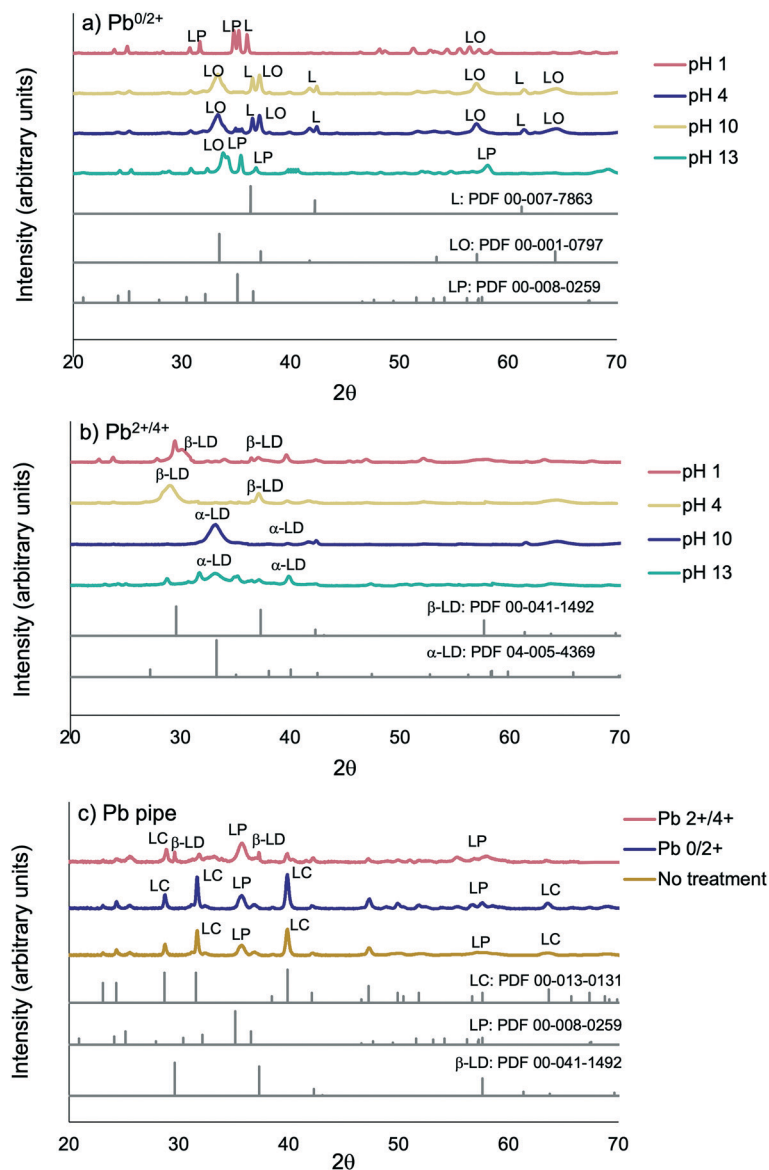 a) Pb0/2+
LP
LP
L
LO
pH 1
LO
L
LO
L
LO
L
LO
pH 4
LO
L
LO
L
LO
L
LO
pH 10
LO
LP
LP
LP
pH 13
L: PDF 00-007-7863
LO: PDF 00-001-0797
LP: PDF 00-008-0259
Intensity (arbitrary units)
20 30 40 50 60 70
2θ
b) Pb2+/4+
β-LD
β-LD
pH 1
β-LD
β-LD
pH 4
α-LD
α-LD
pH 10
α-LD
α-LD
pH 13
β-LD: PDF 00-041-1492
α-LD: PDF 04-005-4369
Intensity (arbitrary units)
20 30 40 50 60 70
2θ
c) Pb pipe
LC
β-LD
LP
β-LD
LP
Pb 2+/4+
LC
LC
LP
LC
LP
LC
Pb 0/2+
LC
LP
LC
LP
LC
No treatment
LC: PDF 00-013-0131
LP: PDF 00-008-0259
β-LD: PDF 00-041-1492
Intensity (arbitrary units)
20 30 40 50 60 70
2θ